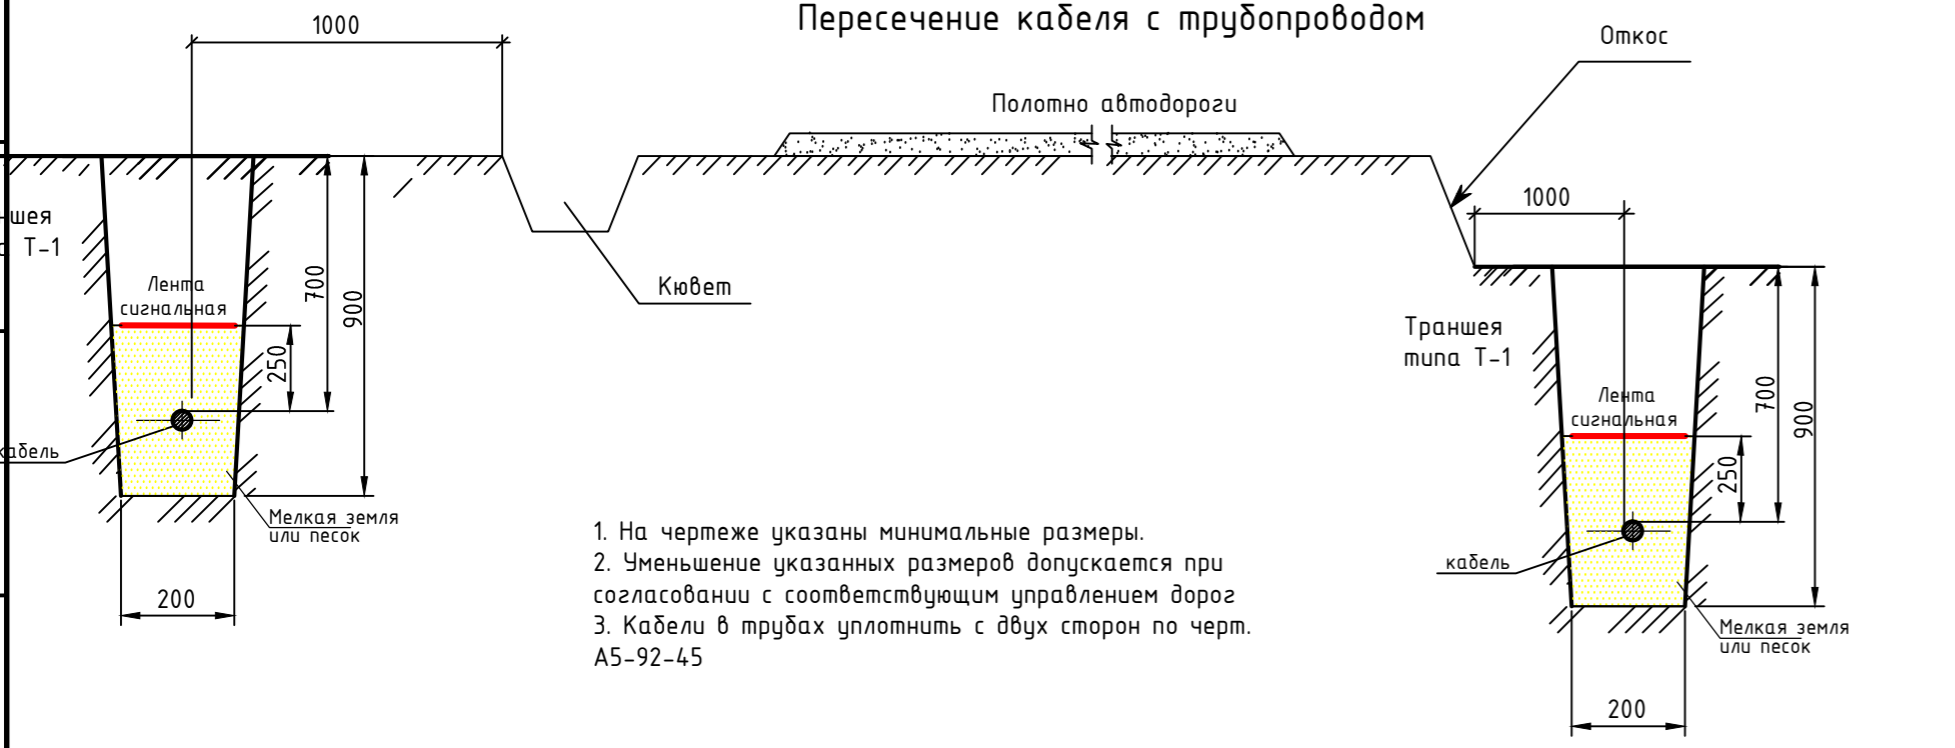 Пересечение кабеля с трубопроводом
1000
Откос
Полотно автодороги
1000
Т-1
Лента
сигнальная
700
900
250
Кювет
Мелкая земля
или песок
200
Траншея
типа Т-1
Лента
сигнальная
700
900
250
кабель
Мелкая земля
или песок
200
1. На чертеже указаны минимальные размеры.
2. Уменьшение указанных размеров допускается при
согласовании с соответствующим управлением дорог
3. Кабели в трубах уплотнить с двух сторон по черт.
А5-92-45